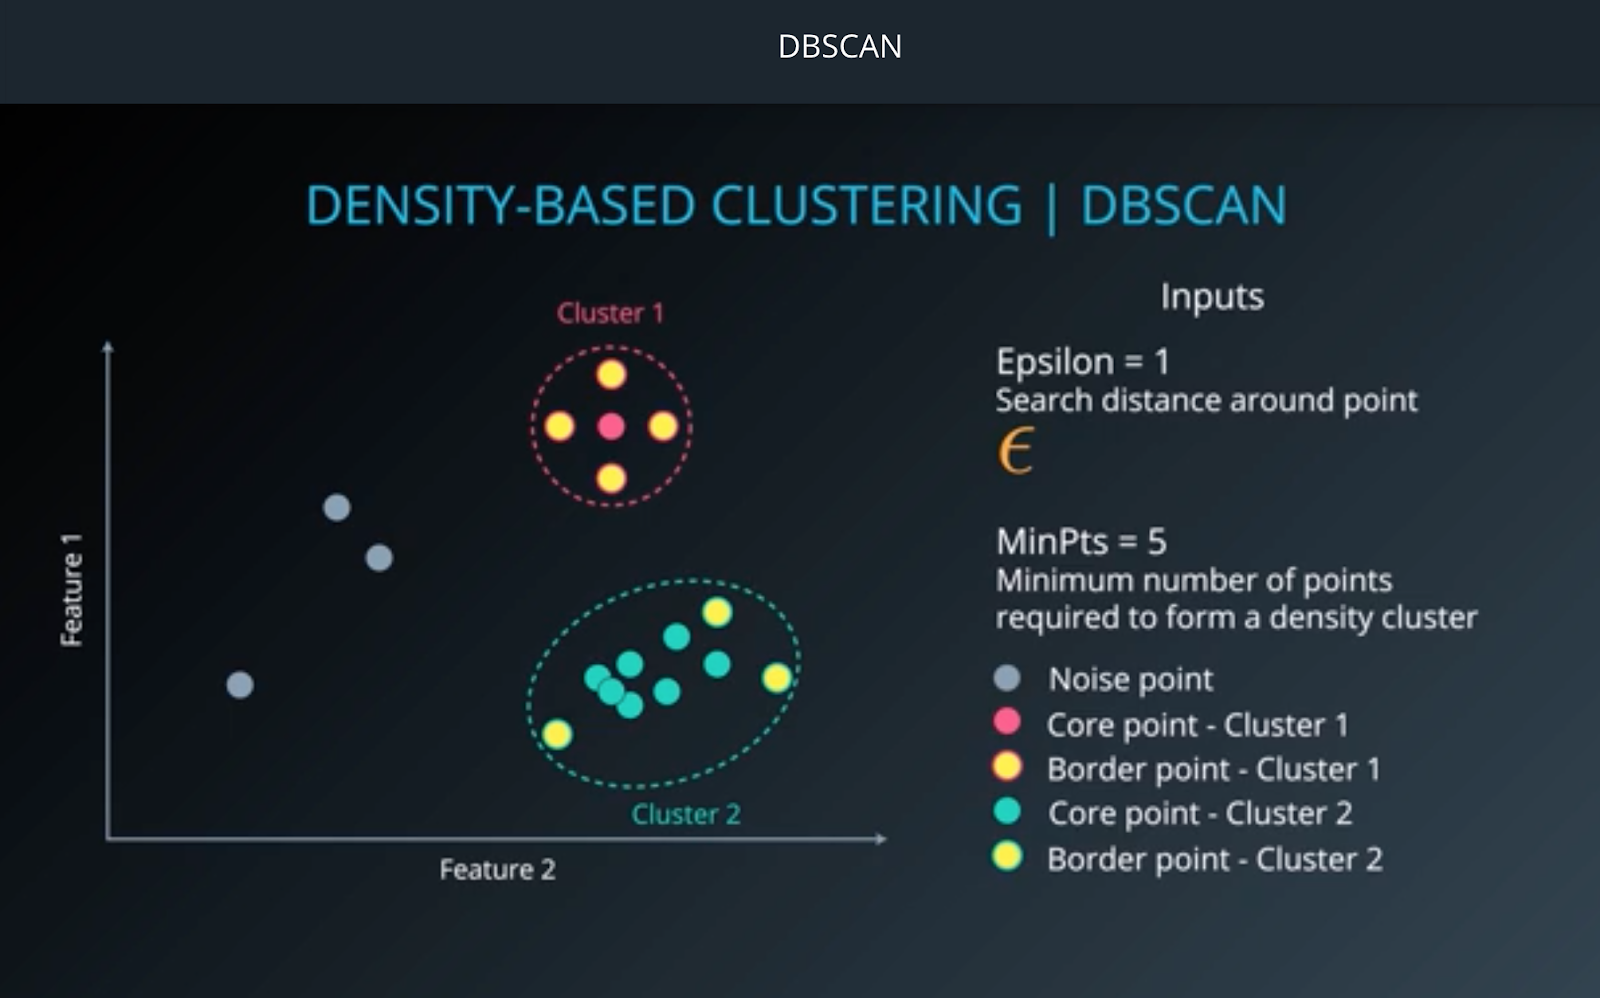 DBSCAN
DENSITY-BASED CLUSTERING | DBSCAN
Cluster 1
Feature 1
Cluster 2
Feature 2
Inputs
Epsilon = 1
Search distance around point
ϵ
MinPts = 5
Minimum number of points
required to form a density cluster
Noise point
Core point - Cluster 1
Border point - Cluster 1
Core point - Cluster 2
Border point - Cluster 2